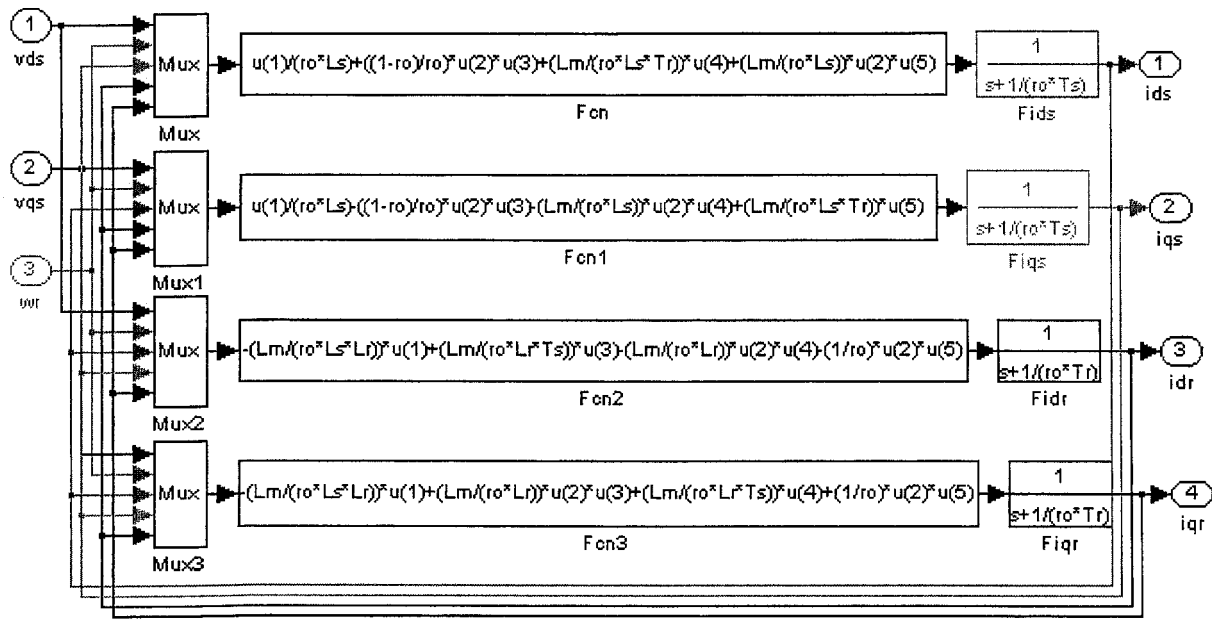 1
vds
Mux
Mux
u(1)/(ro*Ls)+((1-ro)/ro)*u(2)*u(3)+(Lm/(ro*Ls*Tr))*u(4)+(Lm/(ro*Ls))*u(2)*u(5)
Fcn
1
s+1/(ro*Ts)
Fids
1
ids
2
vqs
Mux
Mux1
u(1)/(ro*Ls)-((1-ro)/ro)*u(2)*u(3)-(Lm/(ro*Ls))*u(2)*u(4)+(Lm/(ro*Ls*Tr))*u(5)
Fcn1
1
s+1/(ro*Ts)
Fiqs
2
iqs
3
wr
Mux
Mux2
-(Lm/(ro*Ls*Lr))*u(1)+(Lm/(ro*Lr*Ts))*u(3)-(Lm/(ro*Lr))*u(2)*u(4)-(1/ro)*u(2)*u(5)
Fcn2
1
s+1/(ro*Tr)
Fidr
3
idr
Mux
Mux3
-(Lm/(ro*Ls*Lr))*u(1)+(Lm/(ro*Lr))*u(2)*u(3)+(Lm/(ro*Lr*Ts))*u(4)+(1/ro)*u(2)*u(5)
Fcn3
1
s+1/(ro*Tr)
Fiqr
4
iqr